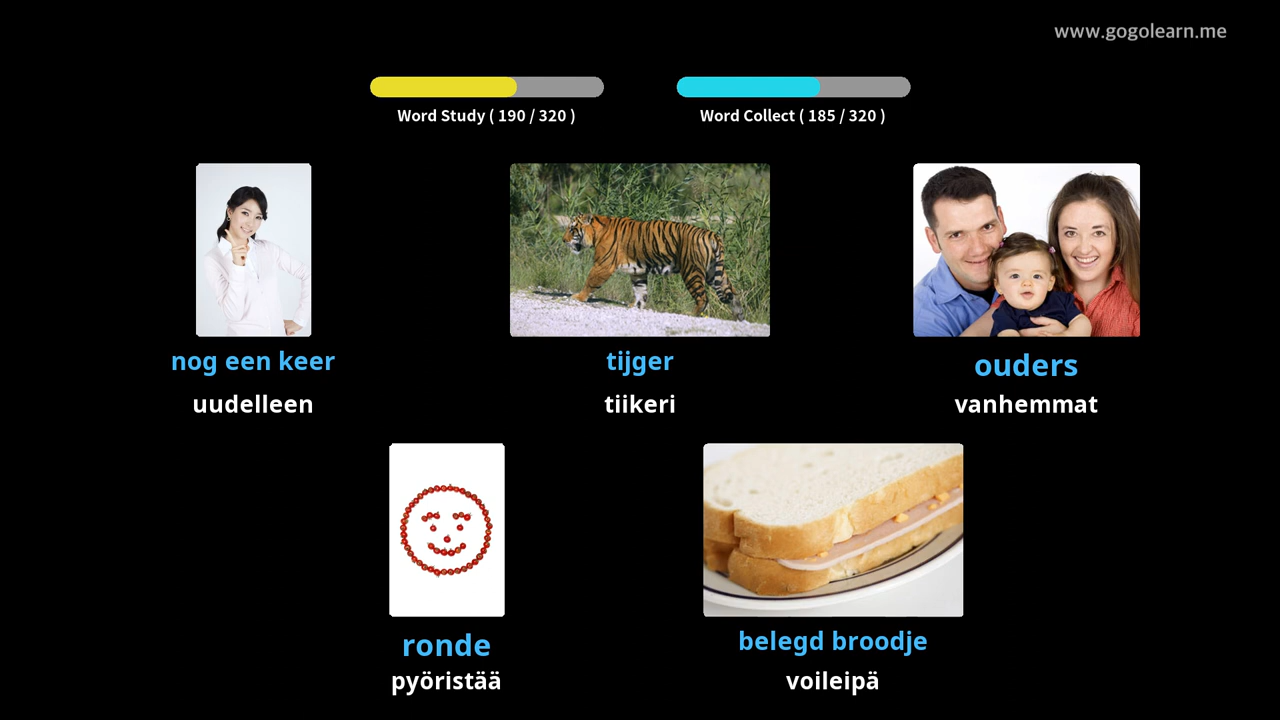 www.gogolearn.me
Word Study ( 190 / 320 )
Word Collect ( 185 / 320 )
nog een keer
uudelleen
tijger
tiikeri
ouders
vanhemmat
ronde
pyöristää
belegd broodje
voileipä